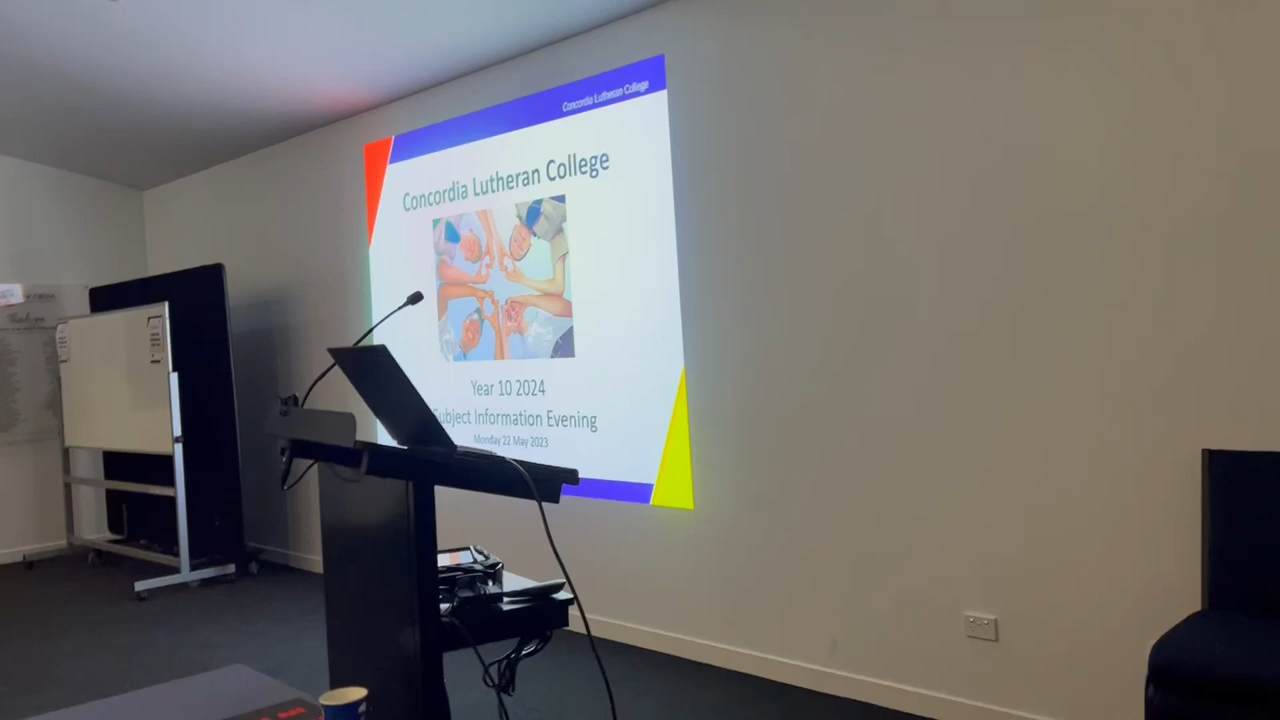 Concordia Lutheran College
Concordia Lutheran College
Year 10 2024
Subject Information Evening
Monday 22 May 2023